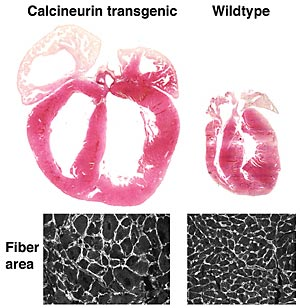 Calcineurin transgenic
Wildtype
Fiber
area